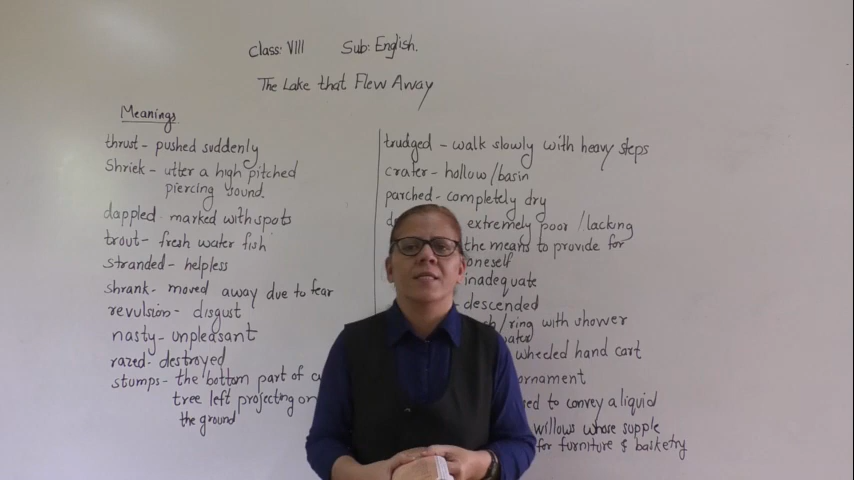 Class: VIII Sub: English.
The Lake that Flew Away
Meanings
thrust - pushed suddenly
Shriek - utter a high pitched
piercing sound.
dappled - marked with spots
trout - fresh water fish
stranded - helpless
shrank - moved away due to fear
revulsion - disgust
nasty - unpleasant
razed - destroyed
stumps - the bottom part of
tree left projecting on
the ground
trudged - walk slowly with heavy steps
crater - hollow/basin
parched - completely dry
extremely poor/lacking
the means to provide for
oneself
inadequate
descended
/ring with shower
water
wheeled hand cart
ornament
to convey a liquid
willows whose supple
for furniture & basketry